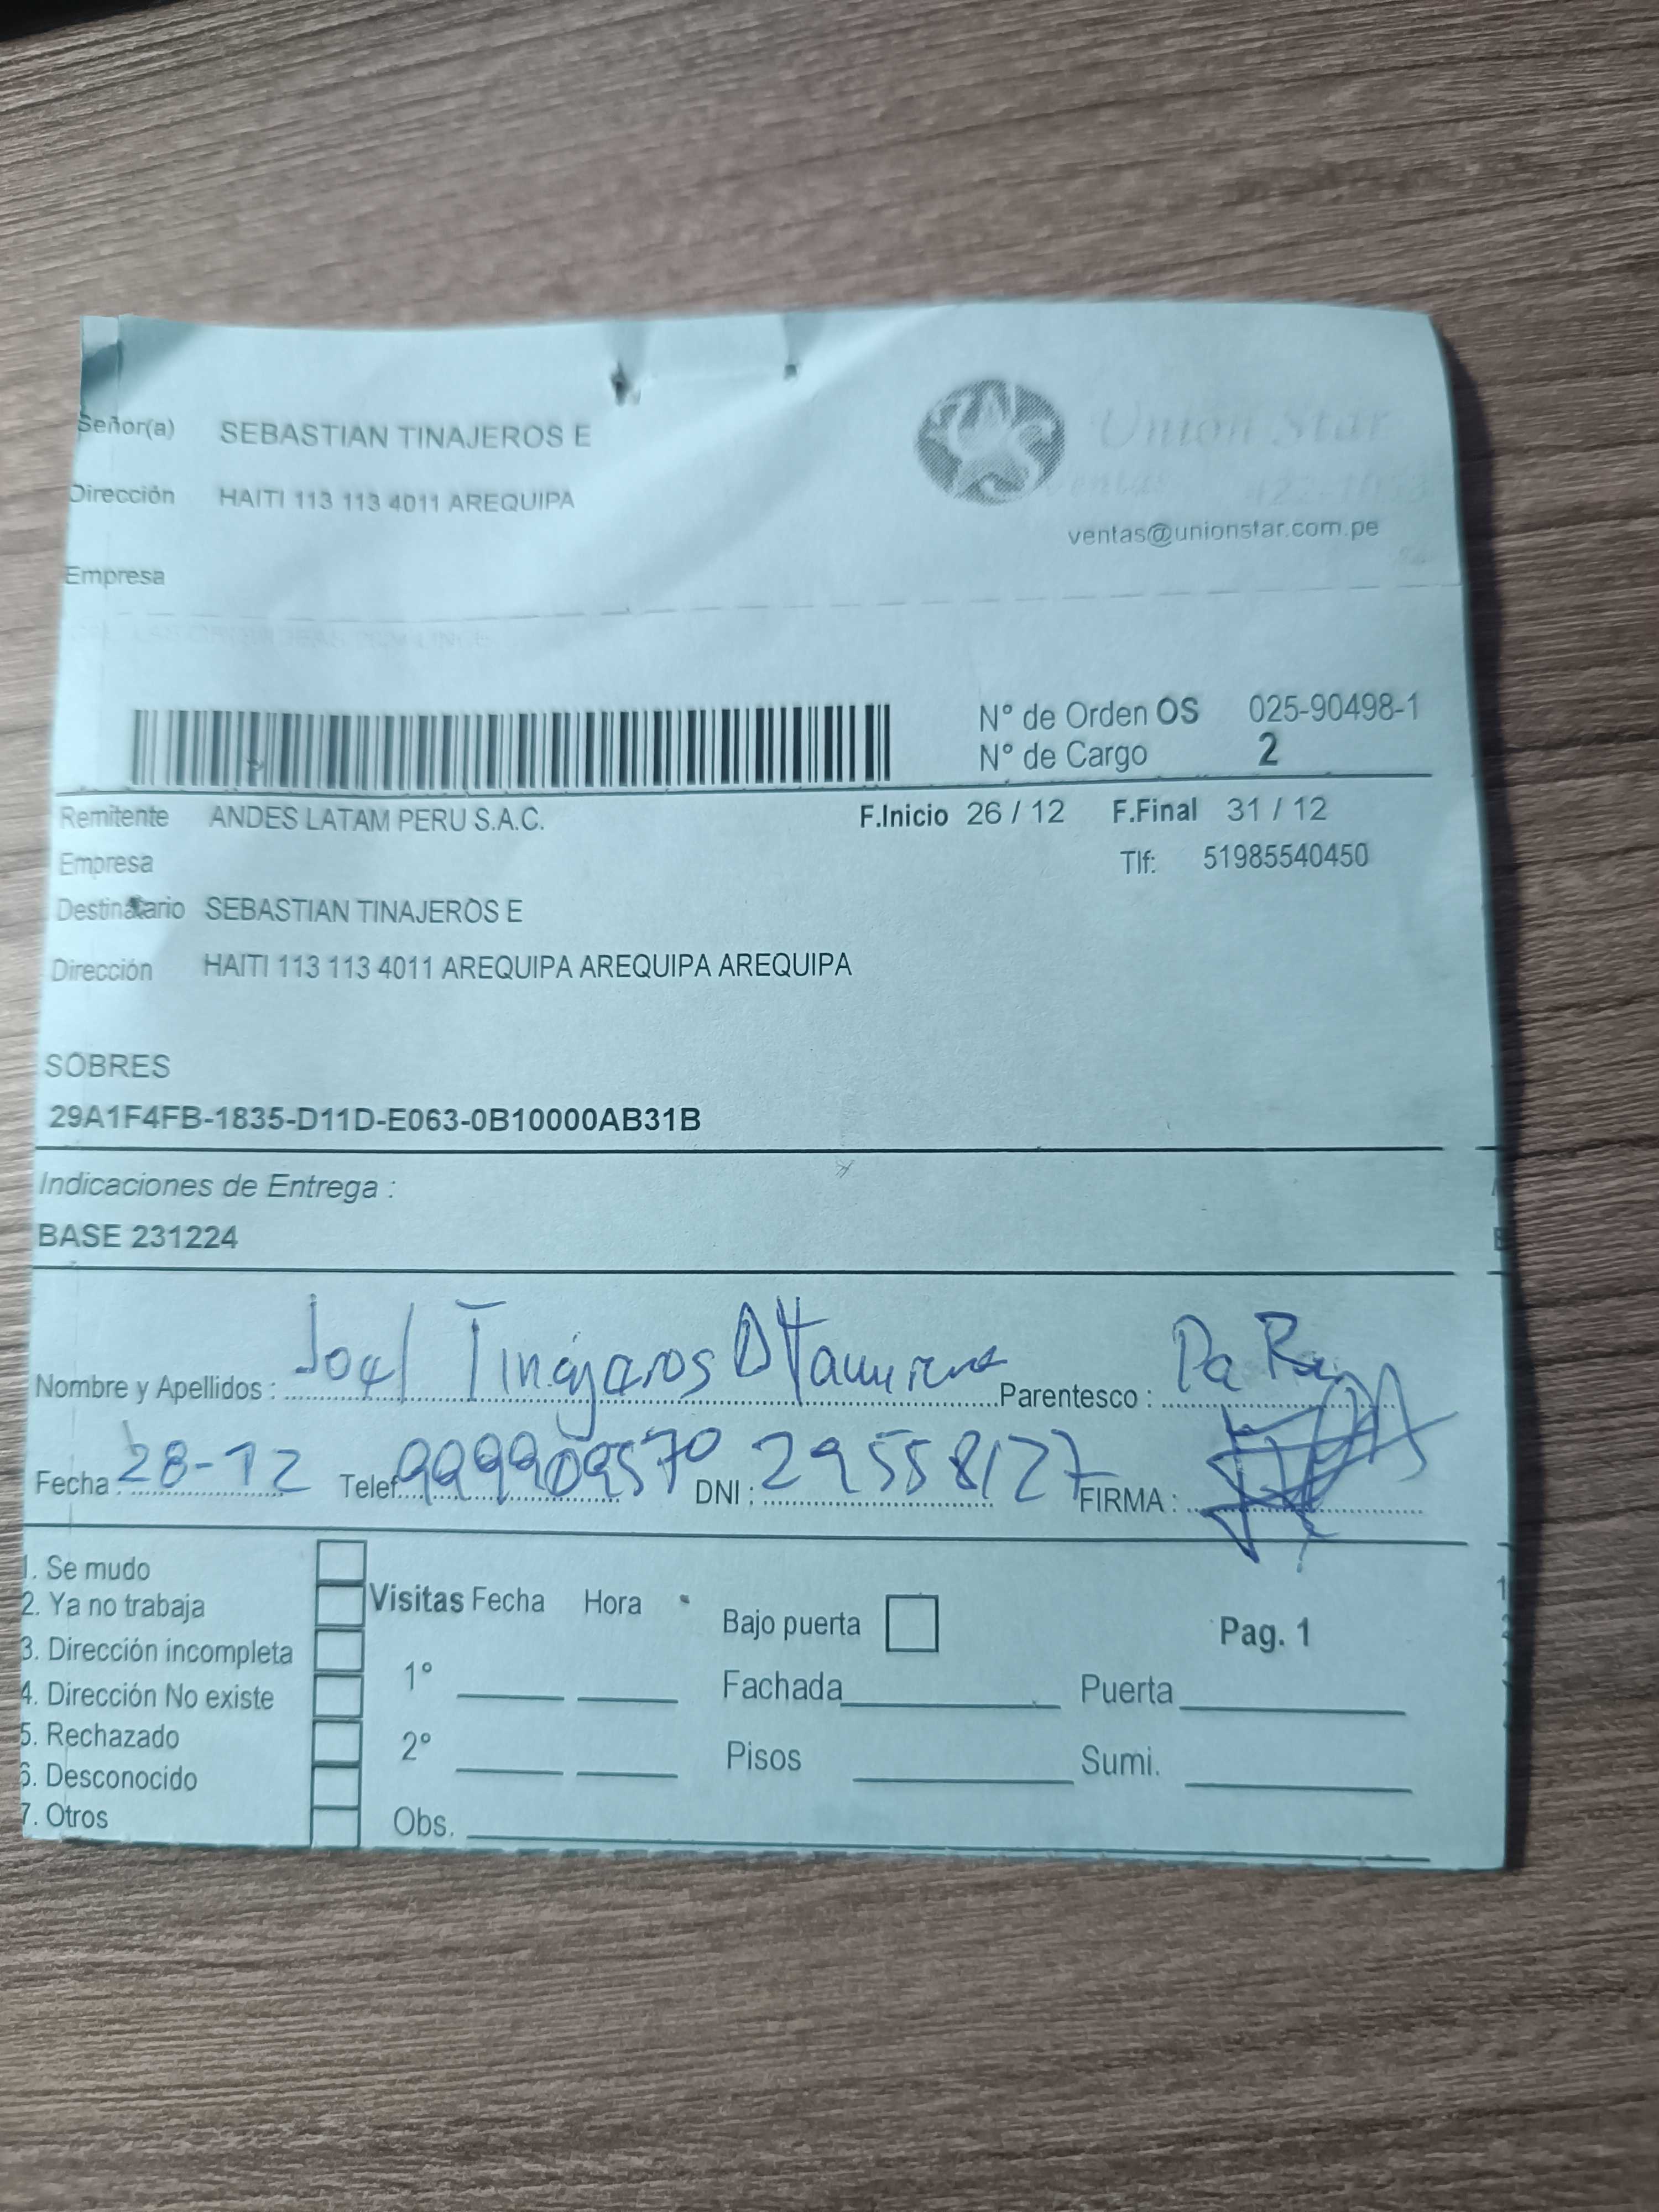 Señor(a) SEBASTIAN TINAJEROS E
Union Star
Dirección HAITI 113 113 4011 AREQUIPA
ventas@unionstar.com.pe
Empresa
N° de Orden OS 025-90498-1
N° de Cargo 2
Remitente ANDES LATAM PERU S.A.C. F.Inicio 26 / 12 F.Final 31 / 12
Empresa Tlf: 51985540450
Destinatario SEBASTIAN TINAJEROS E
Dirección HAITI 113 113 4011 AREQUIPA AREQUIPA AREQUIPA
SOBRES
29A1F4FB-1835-D11D-E063-0B10000AB31B
Indicaciones de Entrega :
BASE 231224
Nombre y Apellidos : Joel Tinajeros Parentesco :
Fecha : 28-12 Telef. 999909570 DNI : 29558127 FIRMA :
1. Se mudo
2. Ya no trabaja Visitas Fecha Hora Bajo puerta Pag. 1
3. Dirección incompleta
4. Dirección No existe 1° Fachada Puerta
5. Rechazado
6. Desconocido 2° Pisos Sumi.
7. Otros Obs.